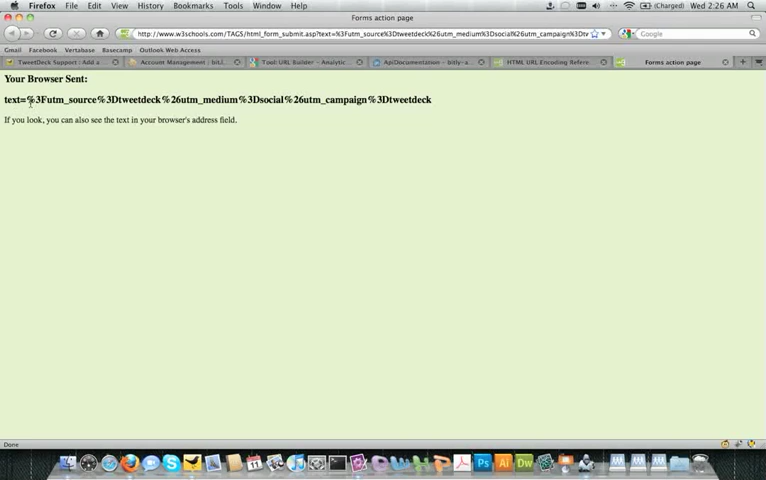 Firefox File Edit View History Bookmarks Tools Window Help (Charged) Wed 2:26 AM
Forms action page
http://www.w3schools.com/TAGS/html_form_submit.asp?text=%3Futm_source%3Dtweetdeck%26utm_medium%3Dsocial%26utm_campaign%3Dtv Google
Gmail Facebook Vertabase Basecamp Outlook Web Access
TweetDeck Support : Add a Account Management : bit.l Tool: URL Builder - Analytic ApiDocumentation - bitly-a HTML URL Encoding Refere Forms action page
Your Browser Sent:
text=%3Futm_source%3Dtweetdeck%26utm_medium%3Dsocial%26utm_campaign%3Dtweetdeck
If you look, you can also see the text in your browser's address field.
Done
11 Ps Ai Dw